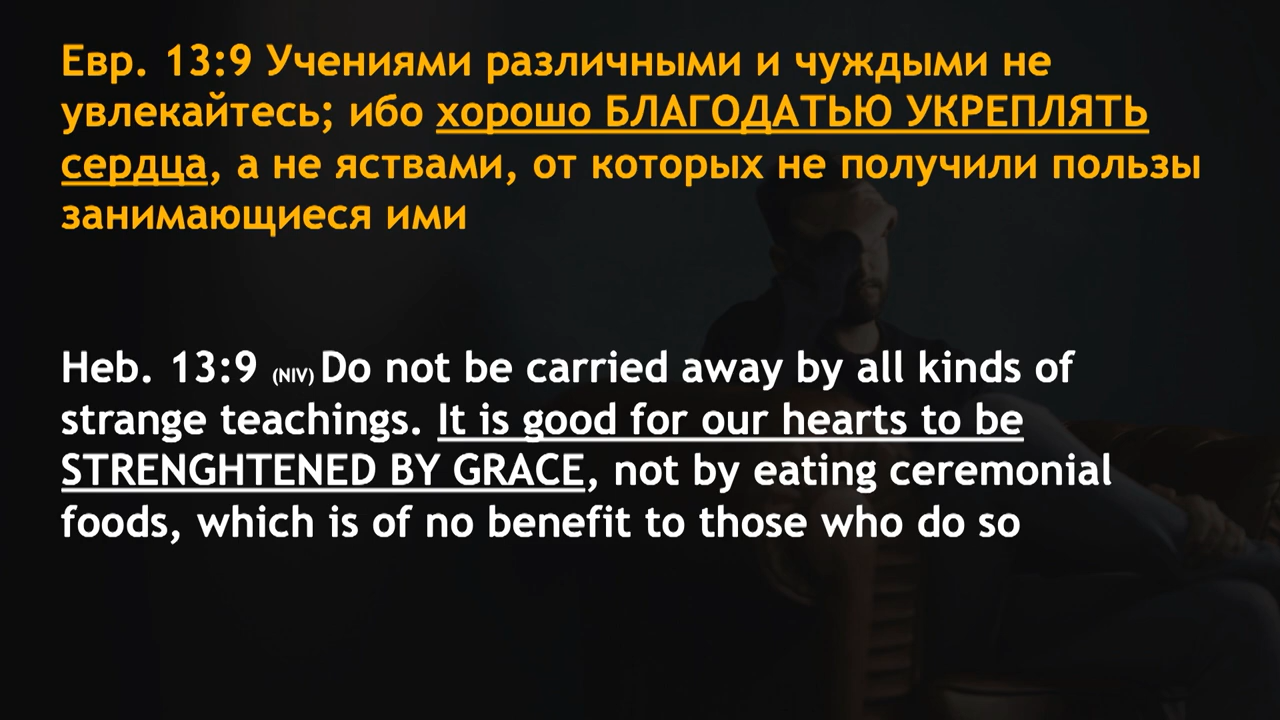 Евр. 13:9 Учениями различными и чуждыми не
увлекайтесь; ибо хорошо БЛАГОДАТЬЮ УКРЕПЛЯТЬ
сердца, а не яствами, от которых не получили пользы
занимающиеся ими
Heb. 13:9 (NIV) Do not be carried away by all kinds of
strange teachings. It is good for our hearts to be
STRENGHTENED BY GRACE, not by eating ceremonial
foods, which is of no benefit to those who do so